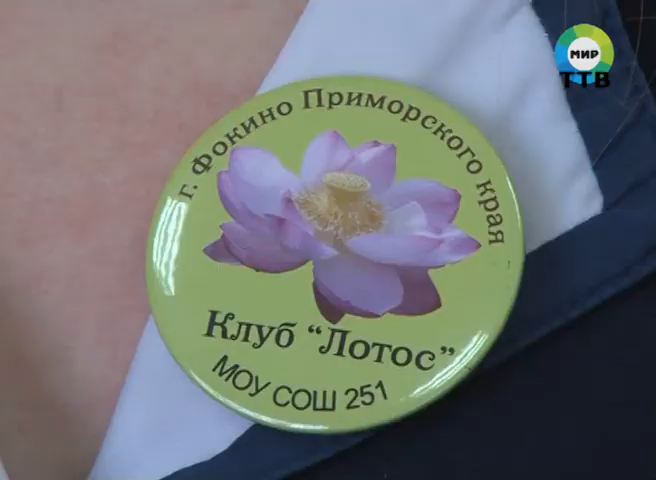 МИР
ТТВ
г. Фокино Приморского края
Клуб "Лотос"
МОУ СОШ 251